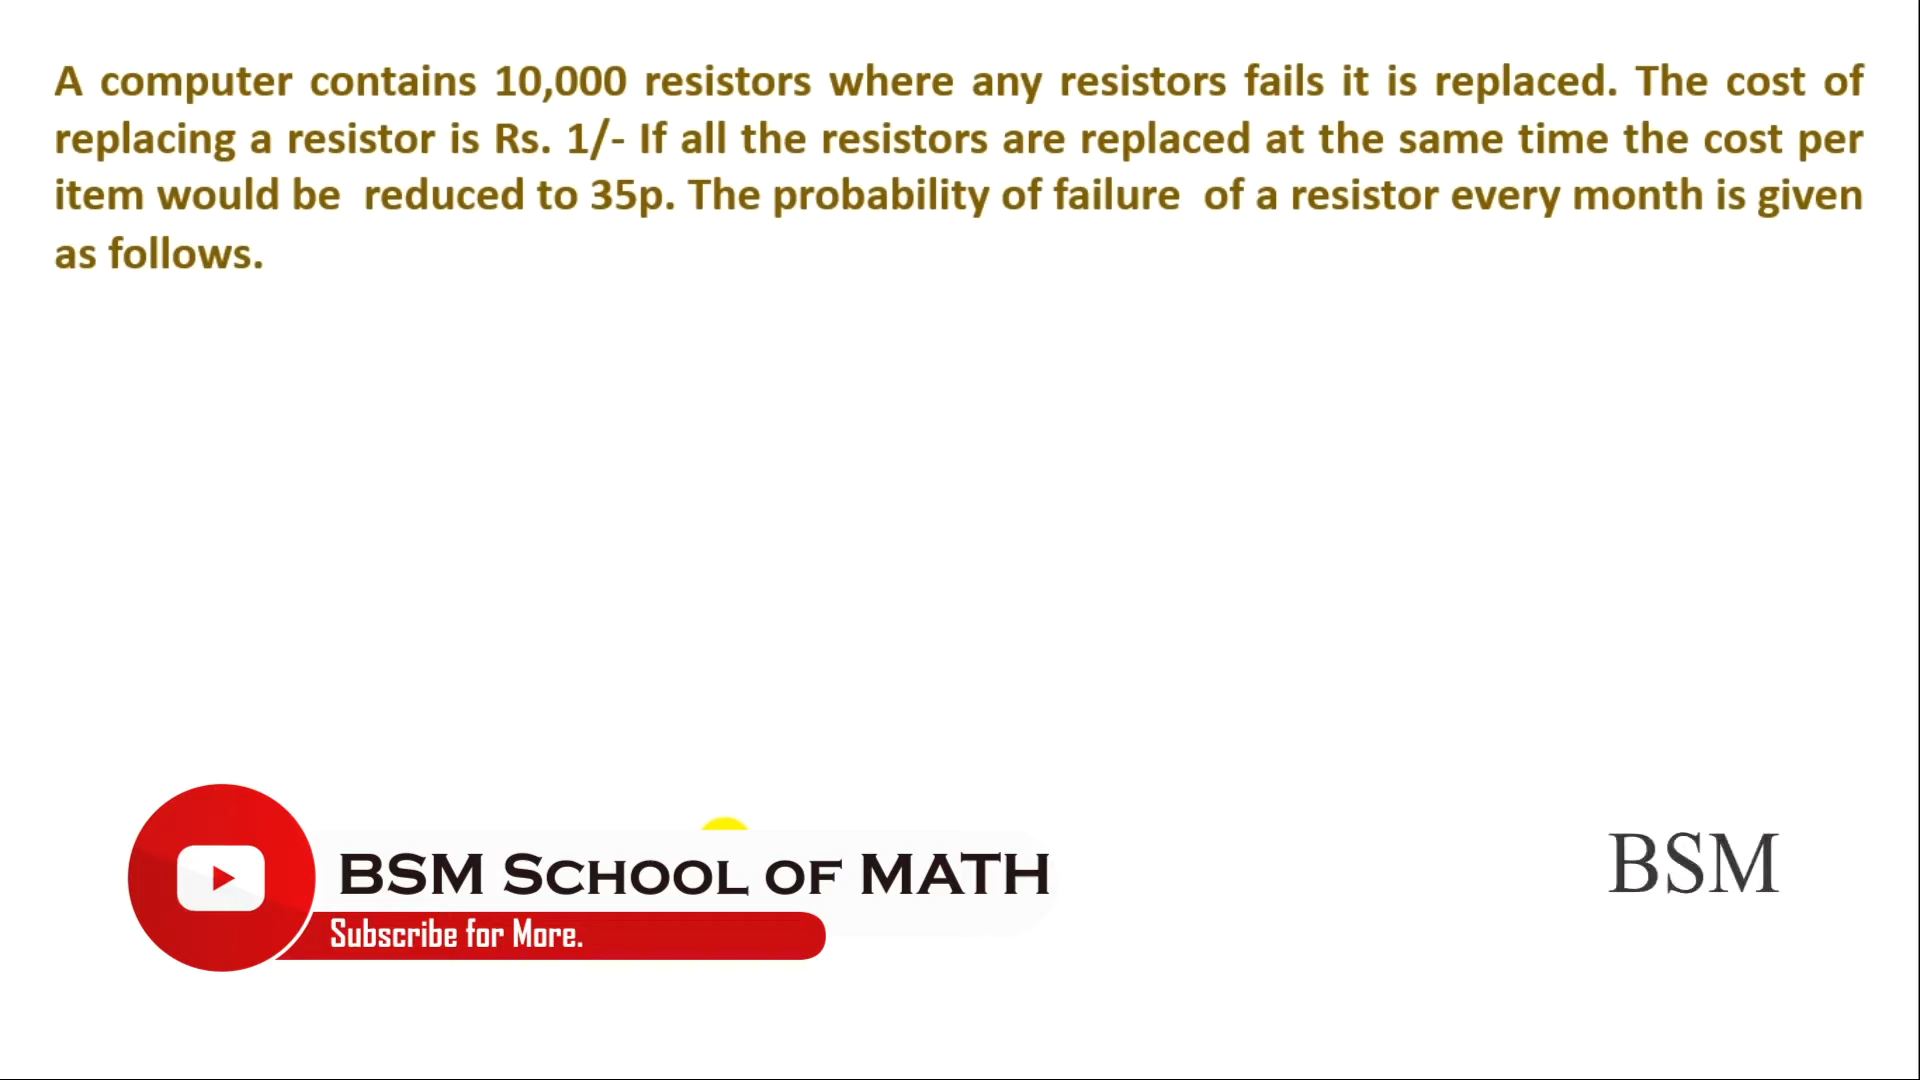 A computer contains 10,000 resistors where any resistors fails it is replaced. The cost of
replacing a resistor is Rs. 1/- If all the resistors are replaced at the same time the cost per
item would be reduced to 35p. The probability of failure of a resistor every month is given
as follows.
BSM SCHOOL OF MATH
Subscribe for More.
BSM